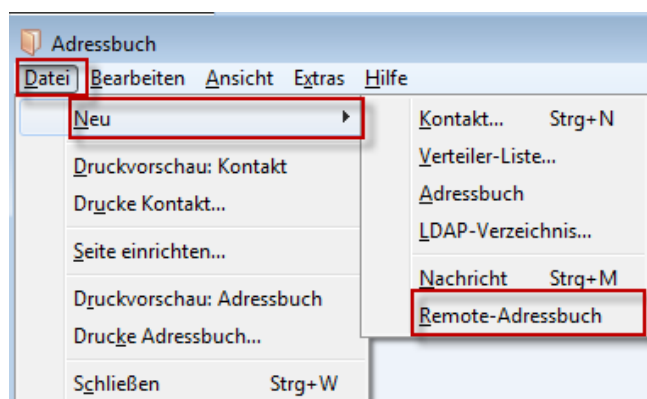 Adressbuch
Datei Bearbeiten Ansicht Extras Hilfe
Neu
Druckvorschau: Kontakt
Drucke Kontakt...
Seite einrichten...
Druckvorschau: Adressbuch
Drucke Adressbuch...
Schließen Strg+W
Kontakt... Strg+N
Verteiler-Liste...
Adressbuch
LDAP-Verzeichnis...
Nachricht Strg+M
Remote-Adressbuch